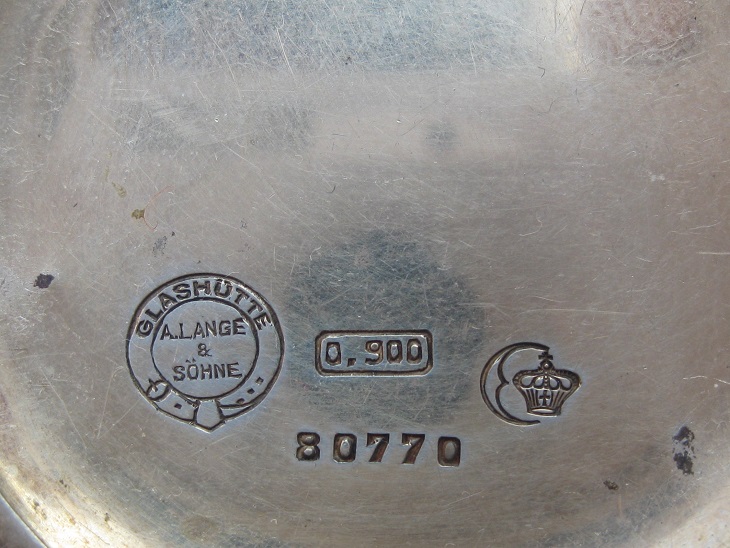 GLASHÜTTE
A.LANGE
&
SÖHNE
0.900
80770